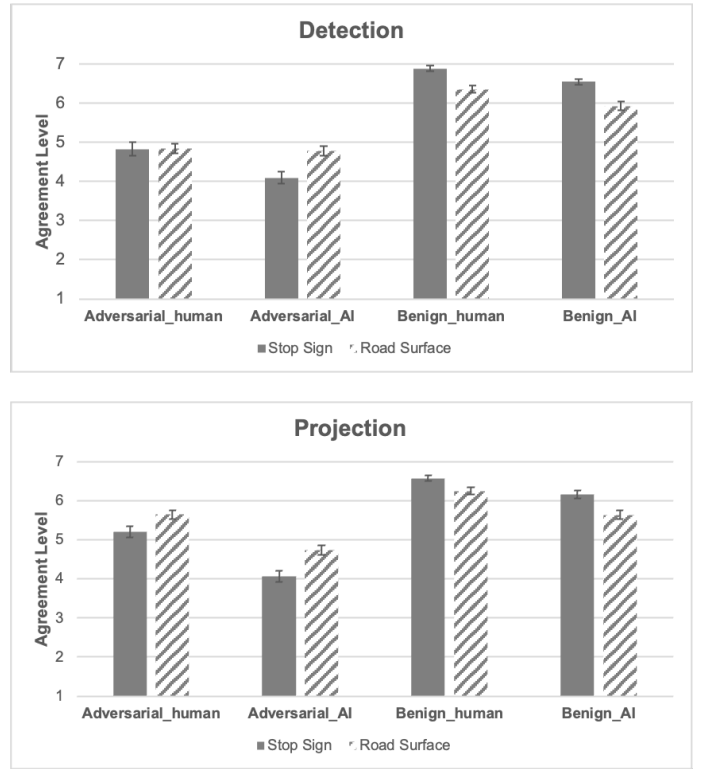 Detection
Agreement Level
7
6
5
4
3
2
1
Adversarial_human Adversarial_AI Benign_human Benign_AI
Stop Sign Road Surface
Projection
Agreement Level
7
6
5
4
3
2
1
Adversarial_human Adversarial_AI Benign_human Benign_AI
Stop Sign Road Surface